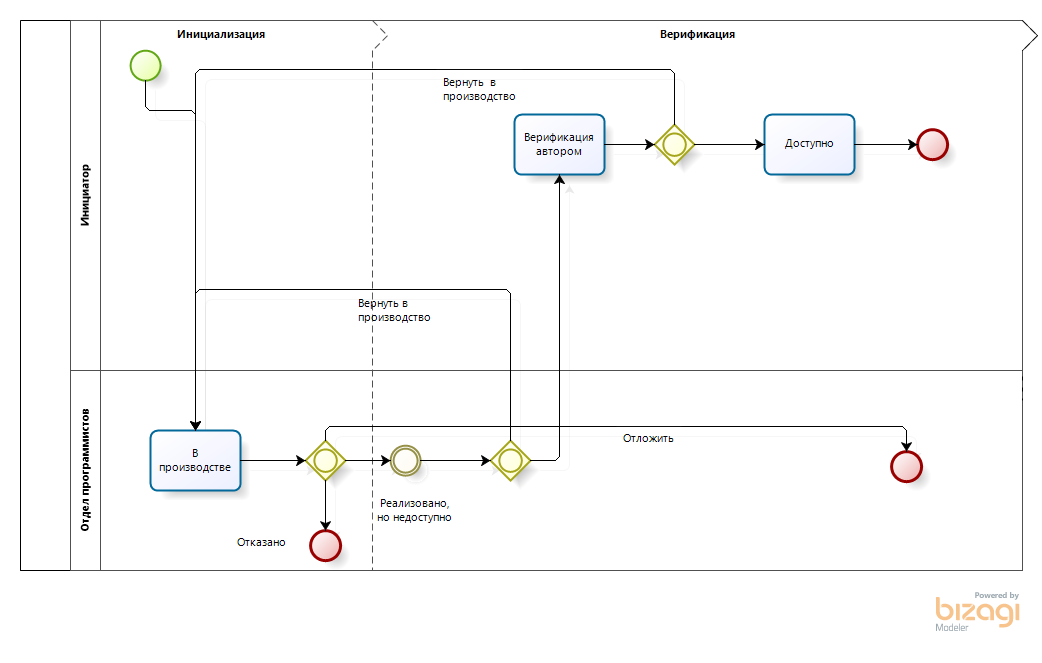 Инициализация
Верификация
Вернуть в
производство
Верификация
автором
Доступно
Инициатор
Вернуть в
производство
Отдел программистов
В
производстве
Отложить
Реализовано,
но недоступно
Отказано
Powered by
bizagi
Modeler